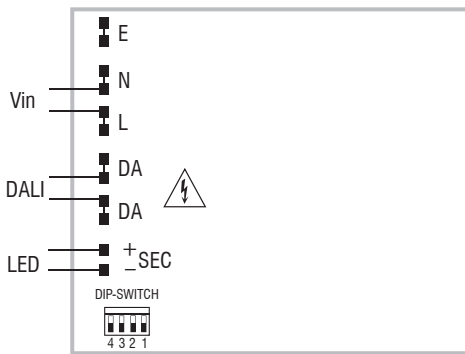 E
N
Vin
L
DA
DALI
DA
+
SEC
LED
−
DIP-SWITCH
4 3 2 1